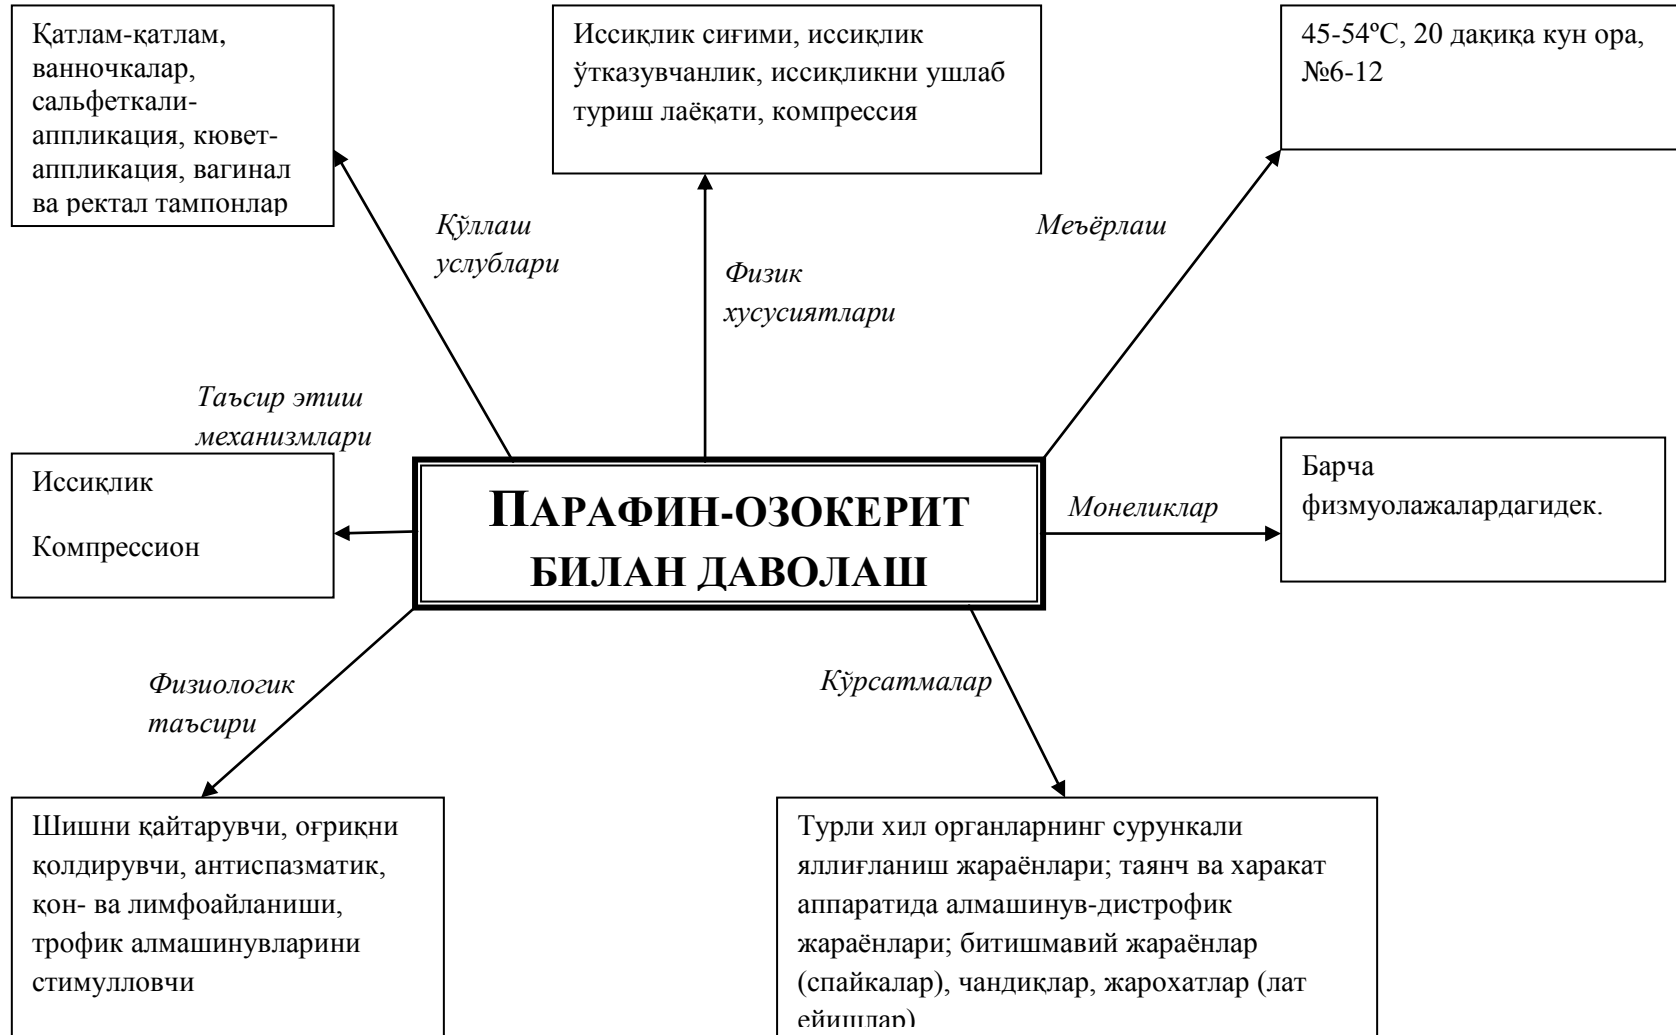 Қатлам-қатлам,
ванночкалар,
сальфеткали-
аппликация, кювет-
аппликация, вагинал
ва ректал тампонлар
Иссиқлик сиғими, иссиқлик
ўтказувчанлик, иссиқликни ушлаб
туриш лаёқати, компрессия
45-54ºС, 20 дақиқа кун ора,
№6-12
Қўллаш
услублари
Физик
хусусиятлари
Меъёрлаш
Таъсир этиш
механизмлари
Иссиқлик
Компрессион
ПАРАФИН-ОЗОКЕРИТ
БИЛАН ДАВОЛАШ
Монеликлар
Барча
физмуолажалардагидек.
Физиологик
таъсири
Кўрсатмалар
Шишни қайтарувчи, оғриқни
қолдирувчи, антиспазматик,
қон- ва лимфоайланиши,
трофик алмашинувларини
стимулловчи
Турли хил органларнинг сурункали
яллиғланиш жараёнлари; таянч ва харакат
аппаратида алмашинув-дистрофик
жараёнлари; битишмавий жараёнлар
(спайкалар), чандиқлар, жарохатлар (лат
ейишлар)